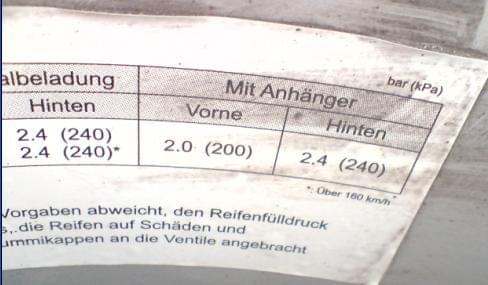 bar (kPa)
albeladung Mit Anhänger
Hinten Vorne Hinten
2.4 (240) 2.0 (200) 2.4 (240)
2.4 (240)*
*: Über 160 km/h
Vorgaben abweicht, den Reifenfülldruck
s, die Reifen auf Schäden und
ummikappen an die Ventile angebracht